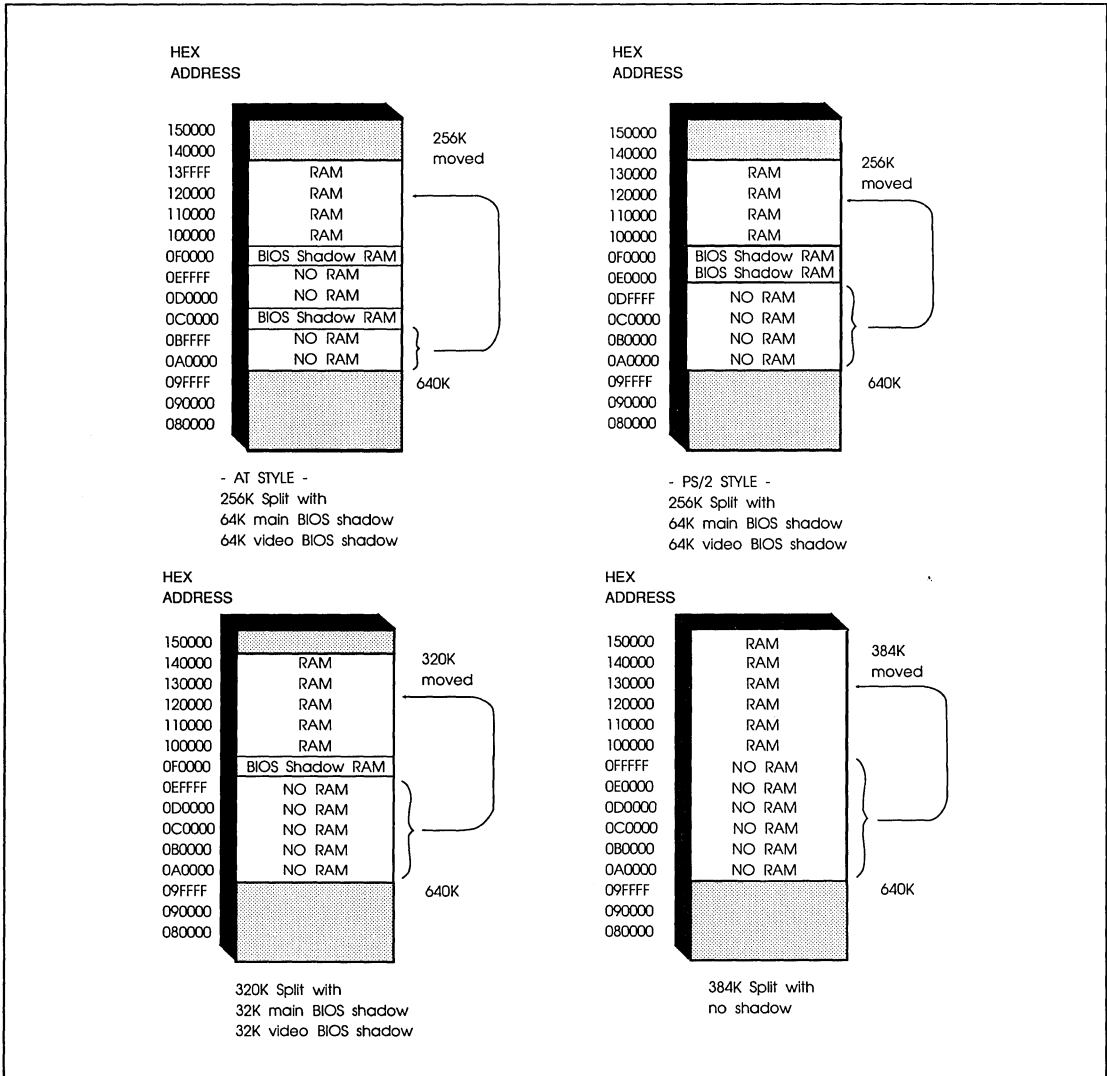 HEX
ADDRESS
150000
140000
13FFFF RAM
120000 RAM
110000 RAM
100000 RAM
0F0000 BIOS Shadow RAM
0EFFFF NO RAM
0D0000 NO RAM
0C0000 BIOS Shadow RAM
0BFFFF NO RAM
0A0000 NO RAM
09FFFF
090000
080000
256K
moved
640K
- AT STYLE -
256K Split with
64K main BIOS shadow
64K video BIOS shadow
HEX
ADDRESS
150000
140000
130000 RAM
120000 RAM
110000 RAM
100000 RAM
0F0000 BIOS Shadow RAM
0E0000 BIOS Shadow RAM
0DFFFF NO RAM
0C0000 NO RAM
0B0000 NO RAM
0A0000 NO RAM
09FFFF
090000
080000
256K
moved
640K
- PS/2 STYLE -
256K Split with
64K main BIOS shadow
64K video BIOS shadow
HEX
ADDRESS
150000
140000 RAM
130000 RAM
120000 RAM
110000 RAM
100000 RAM
0F0000 BIOS Shadow RAM
0EFFFF NO RAM
0D0000 NO RAM
0C0000 NO RAM
0B0000 NO RAM
0A0000 NO RAM
09FFFF
090000
080000
320K
moved
640K
320K Split with
32K main BIOS shadow
32K video BIOS shadow
HEX
ADDRESS
150000 RAM
140000 RAM
130000 RAM
120000 RAM
110000 RAM
100000 RAM
0FFFFF NO RAM
0E0000 NO RAM
0D0000 NO RAM
0C0000 NO RAM
0B0000 NO RAM
0A0000 NO RAM
09FFFF
090000
080000
384K
moved
640K
384K Split with
no shadow